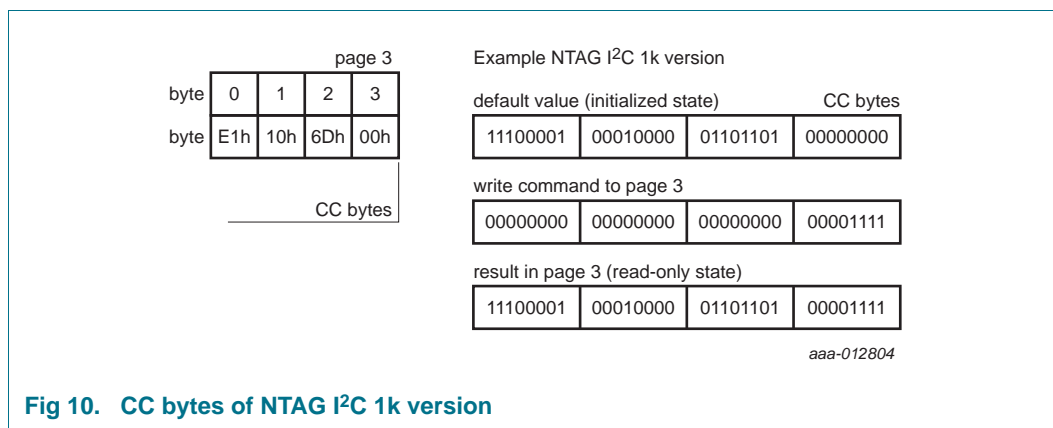 page 3
byte 0 1 2 3
byte E1h 10h 6Dh 00h
CC bytes
Example NTAG I2C 1k version
default value (initialized state) CC bytes
11100001 00010000 01101101 00000000
write command to page 3
00000000 00000000 00000000 00001111
result in page 3 (read-only state)
11100001 00010000 01101101 00001111
aaa-012804
Fig 10. CC bytes of NTAG I2C 1k version